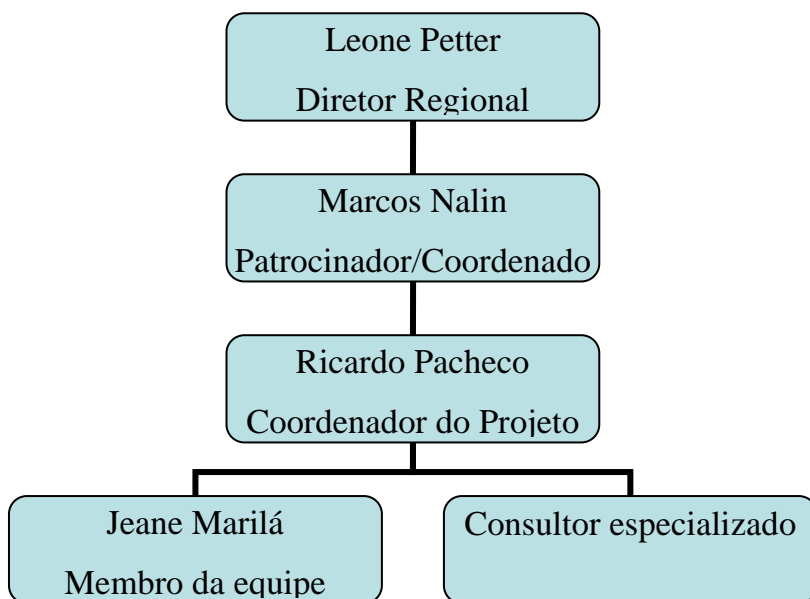 Leone Petter
Diretor Regional
Marcos Nalin
Patrocinador/Coordenado
Ricardo Pacheco
Coordenador do Projeto
Jeane Marilá
Membro da equipe
Consultor especializado